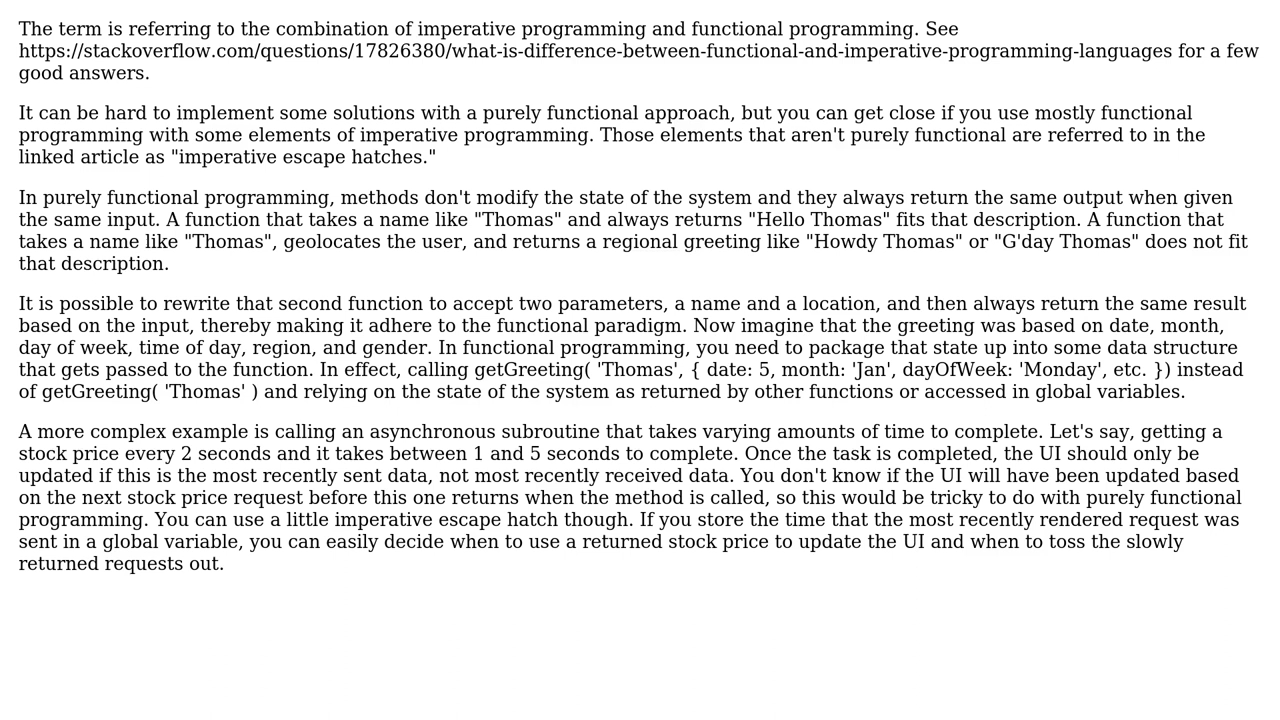 The term is referring to the combination of imperative programming and functional programming. See
https://stackoverflow.com/questions/17826380/what-is-difference-between-functional-and-imperative-programming-languages for a few
good answers.
It can be hard to implement some solutions with a purely functional approach, but you can get close if you use mostly functional
programming with some elements of imperative programming. Those elements that aren't purely functional are referred to in the
linked article as "imperative escape hatches."
In purely functional programming, methods don't modify the state of the system and they always return the same output when given
the same input. A function that takes a name like "Thomas" and always returns "Hello Thomas" fits that description. A function that
takes a name like "Thomas", geolocates the user, and returns a regional greeting like "Howdy Thomas" or "G'day Thomas" does not fit
that description.
It is possible to rewrite that second function to accept two parameters, a name and a location, and then always return the same result
based on the input, thereby making it adhere to the functional paradigm. Now imagine that the greeting was based on date, month,
day of week, time of day, region, and gender. In functional programming, you need to package that state up into some data structure
that gets passed to the function. In effect, calling getGreeting( 'Thomas', { date: 5, month: 'Jan', dayOfWeek: 'Monday', etc. }) instead
of getGreeting( 'Thomas' ) and relying on the state of the system as returned by other functions or accessed in global variables.
A more complex example is calling an asynchronous subroutine that takes varying amounts of time to complete. Let's say, getting a
stock price every 2 seconds and it takes between 1 and 5 seconds to complete. Once the task is completed, the UI should only be
updated if this is the most recently sent data, not most recently received data. You don't know if the UI will have been updated based
on the next stock price request before this one returns when the method is called, so this would be tricky to do with purely functional
programming. You can use a little imperative escape hatch though. If you store the time that the most recently rendered request was
sent in a global variable, you can easily decide when to use a returned stock price to update the UI and when to toss the slowly
returned requests out.